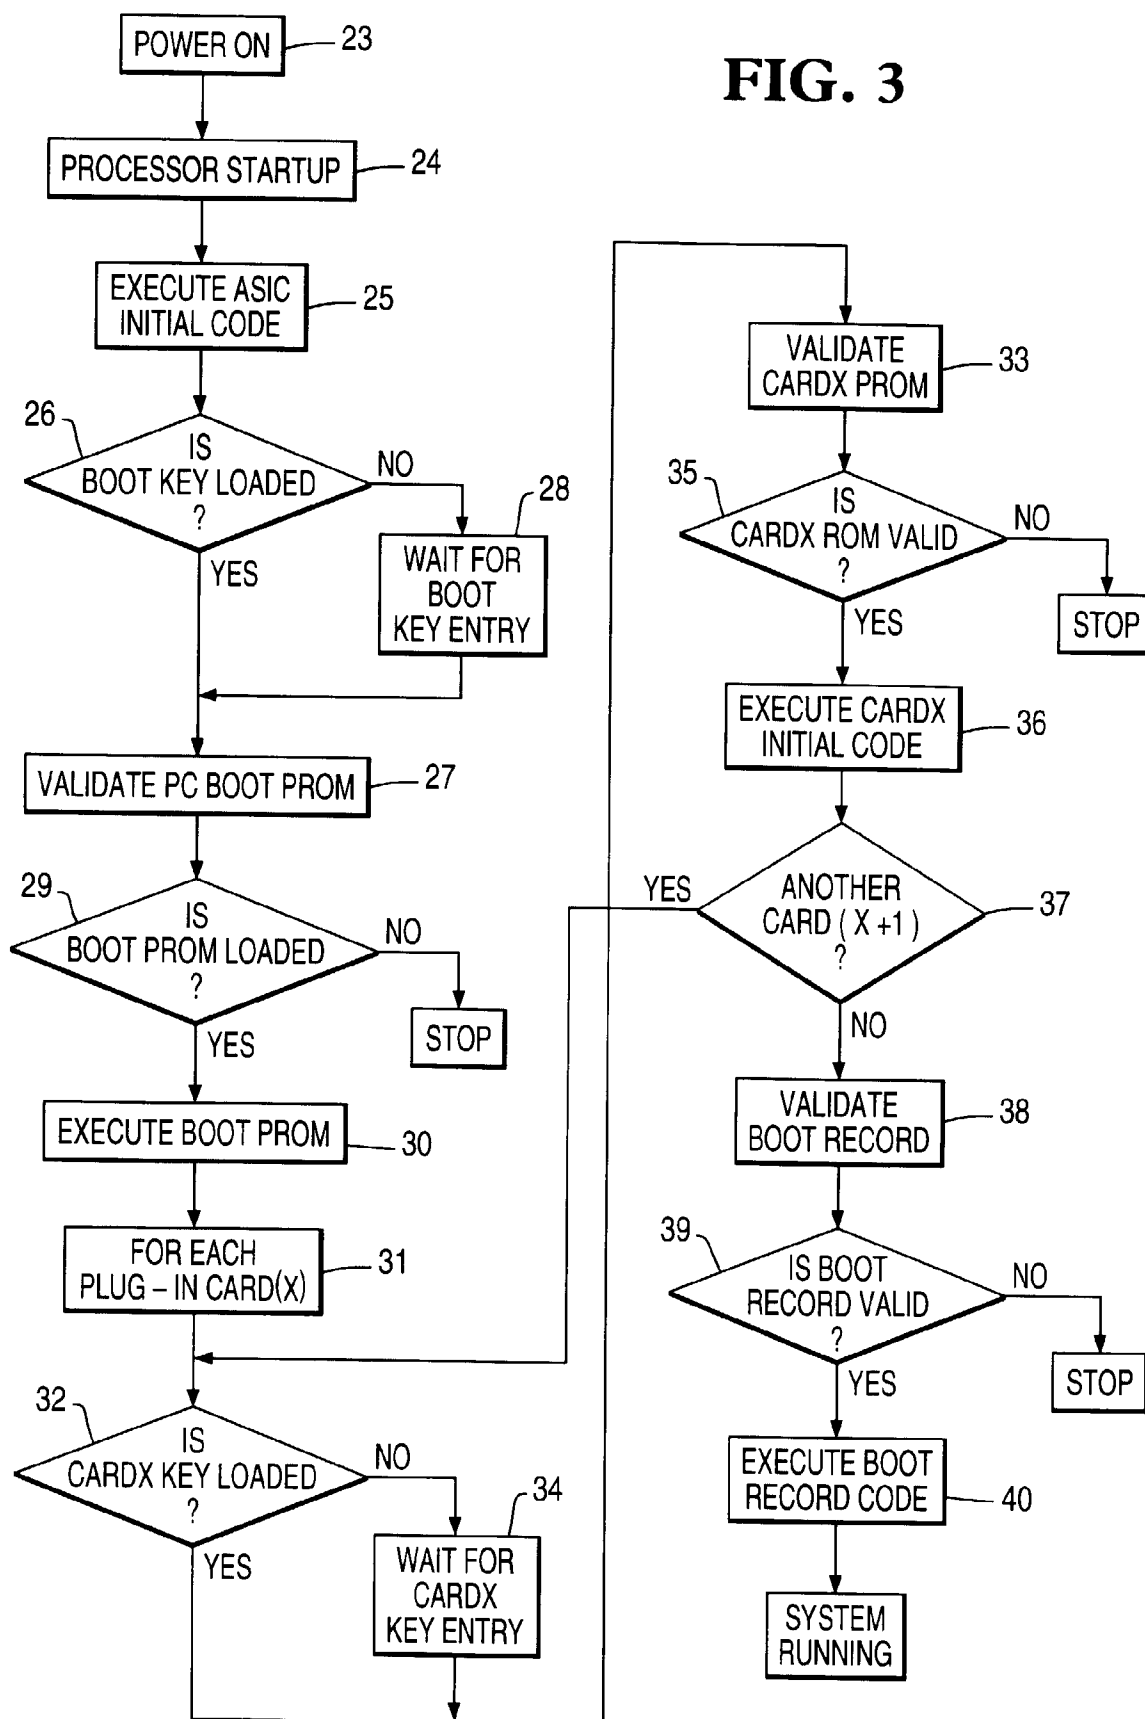 FIG. 3
POWER ON
23
PROCESSOR STARTUP
24
EXECUTE ASIC
INITIAL CODE
25
26
IS
BOOT KEY LOADED
?
NO
YES
28
WAIT FOR
BOOT
KEY ENTRY
VALIDATE PC BOOT PROM
27
29
IS
BOOT PROM LOADED
?
NO
YES
STOP
EXECUTE BOOT PROM
30
FOR EACH
PLUG – IN CARD(X)
31
32
IS
CARDX KEY LOADED
?
NO
YES
34
WAIT FOR
CARDX
KEY ENTRY
VALIDATE
CARDX PROM
33
35
IS
CARDX ROM VALID
?
NO
YES
STOP
EXECUTE CARDX
INITIAL CODE
36
YES
ANOTHER
CARD ( X +1 )
?
37
NO
VALIDATE
BOOT RECORD
38
39
IS BOOT
RECORD VALID
?
NO
YES
STOP
EXECUTE BOOT
RECORD CODE
40
SYSTEM
RUNNING